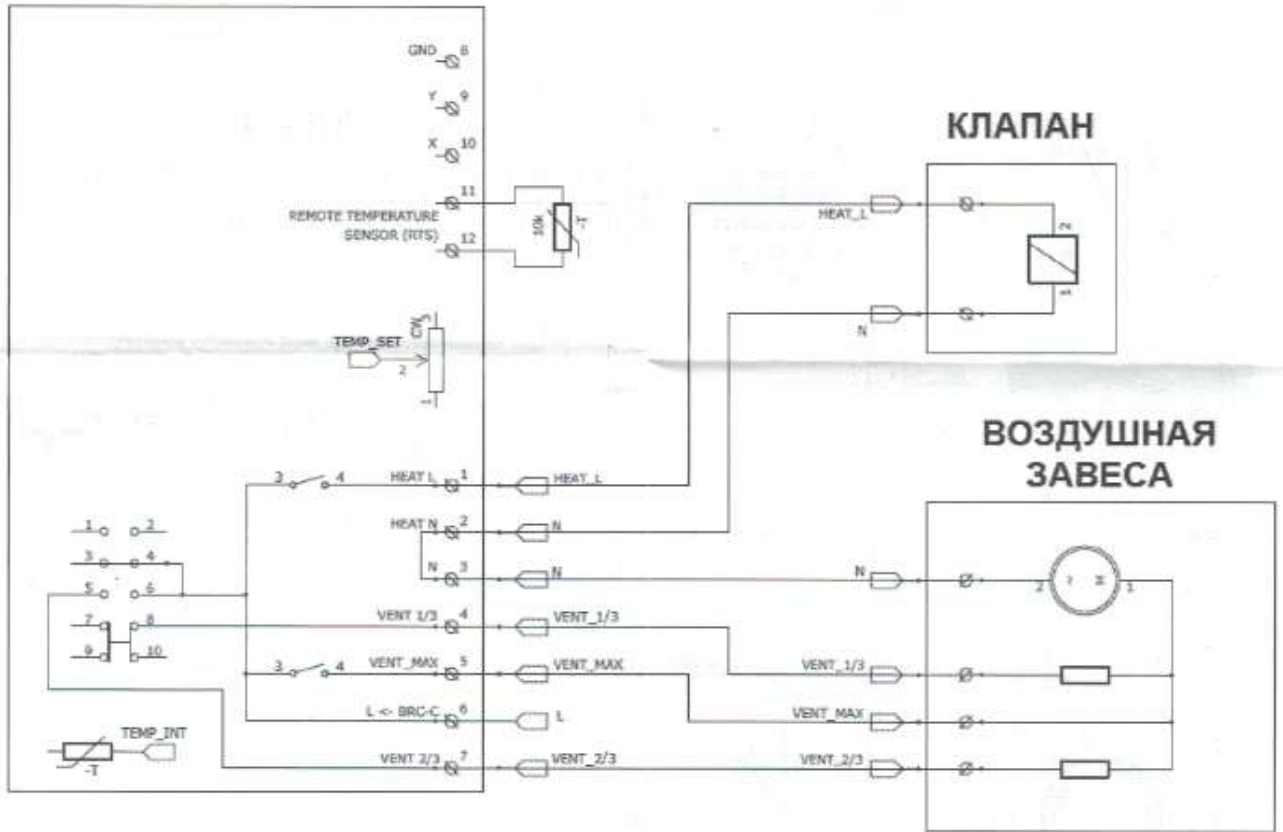 GND 8
Y 9
X 10
11
REMOTE TEMPERATURE
SENSOR (RTS)
12
10k
-T
TEMP_SET
2
CW 3
1
КЛАПАН
HEAT_L
N
2
1
ВОЗДУШНАЯ
ЗАВЕСА
3 4 HEAT L 1 HEAT_L
1 2
HEAT N 2 N
3 4
N 3 N
N
2 ~ M 1
5 6
7 8
VENT 1/3 4 VENT_1/3
9 10
3 4 VENT_MAX 5 VENT_MAX
VENT_1/3
L <- BRC-C 6 L
VENT_MAX
TEMP_INT
-T
VENT 2/3 7 VENT_2/3
VENT_2/3